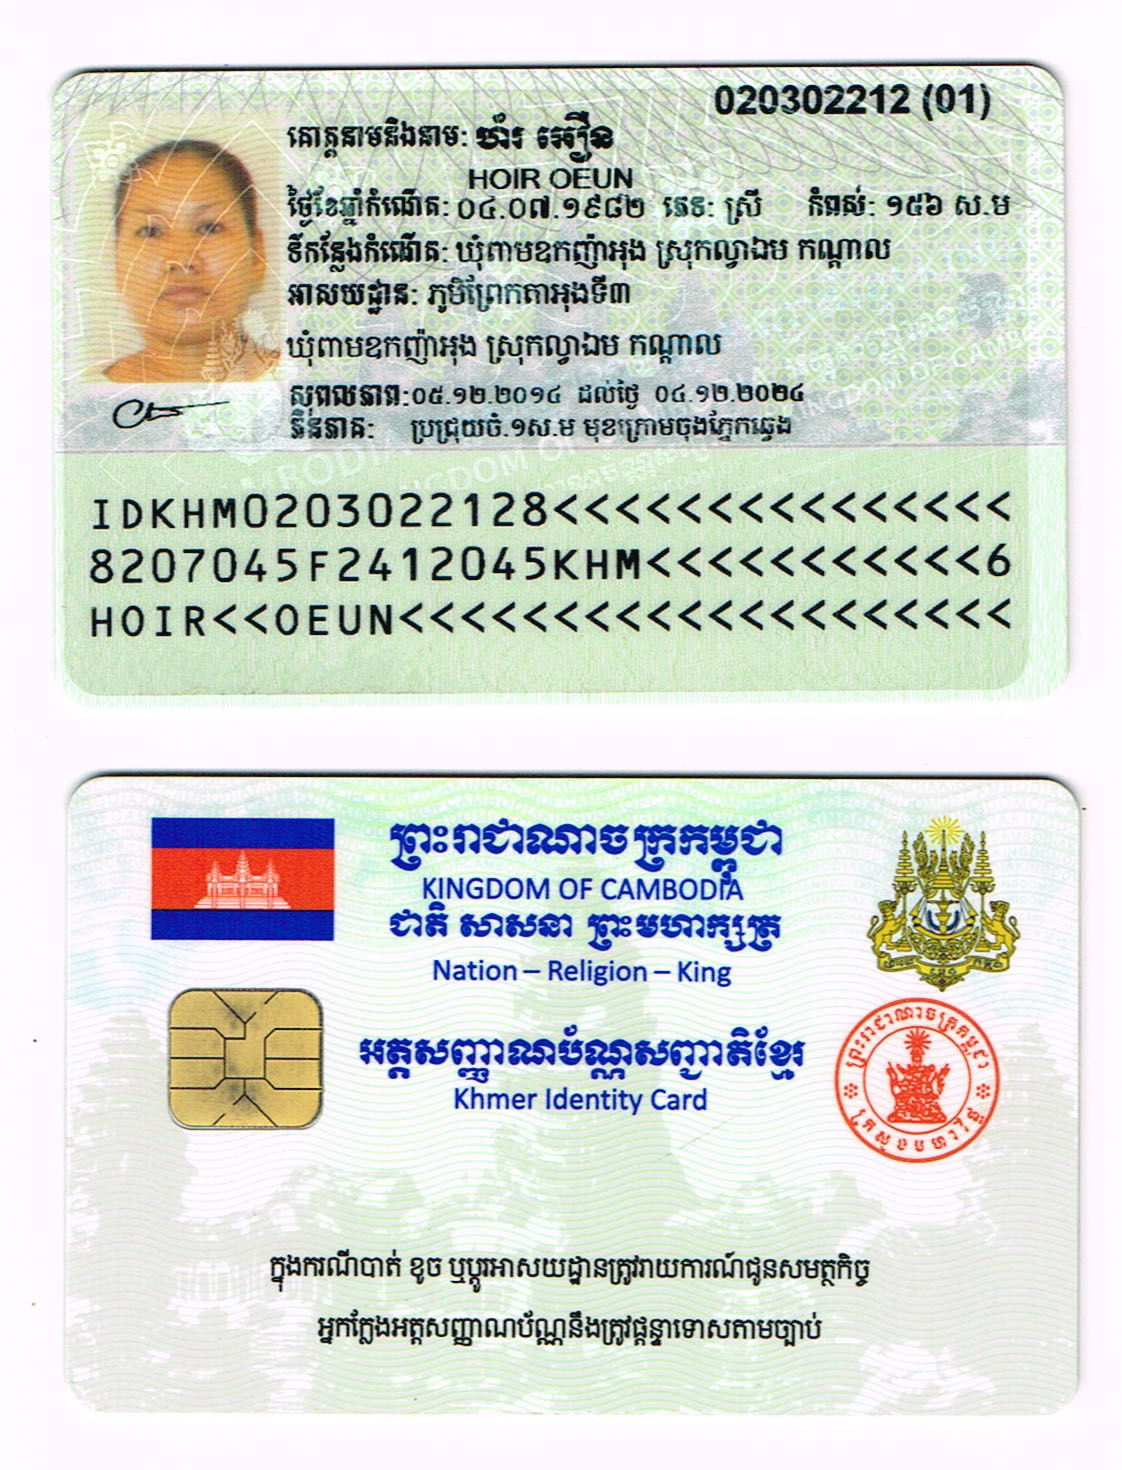 020302212 (01)
គោត្តនាមនិងនាម: ហ៊រ អឿន
HOIR OEUN
ថ្ងៃខែឆ្នាំកំណើត: ០៤.០៧.១៩៨២ ភេទ: ស្រី កំពស់: ១៥៦ ស.ម
ទីកន្លែងកំណើត: ឃុំពាមឧកញ៉ាអុង ស្រុកល្វាឯម កណ្ដាល
អាសយដ្ឋាន: ភូមិព្រែកតាអុងទី៣
ឃុំពាមឧកញ៉ាអុង ស្រុកល្វាឯម កណ្ដាល
សុពលភាព: ០៥.១២.២០១៤ ដល់ថ្ងៃ ០៤.១២.២០២៤
ភិនភាគ: ប្រជ្រុយចំ.១ស.ម មុខក្រោមចុងភ្នែកឆ្វេង
IDKHM0203022128<<<<<<<<<<<<<<<
8207045F2412045KHM<<<<<<<<<<<6
HOIR<<OEUN<<<<<<<<<<<<<<<<<<<<
ព្រះរាជាណាចក្រកម្ពុជា
KINGDOM OF CAMBODIA
ជាតិ សាសនា ព្រះមហាក្សត្រ
Nation – Religion – King
អត្តសញ្ញាណប័ណ្ណសញ្ជាតិខ្មែរ
Khmer Identity Card
ព្រះរាជាណាចក្រកម្ពុជា
ក្រសួងមហាផ្ទៃ
ក្នុងករណីបាត់ ខូច ឬប្ដូរអាសយដ្ឋានត្រូវរាយការណ៍ជូនសមត្ថកិច្ច
អ្នកក្លែងអត្តសញ្ញាណប័ណ្ណនឹងត្រូវផ្ដន្ទាទោសតាមច្បាប់